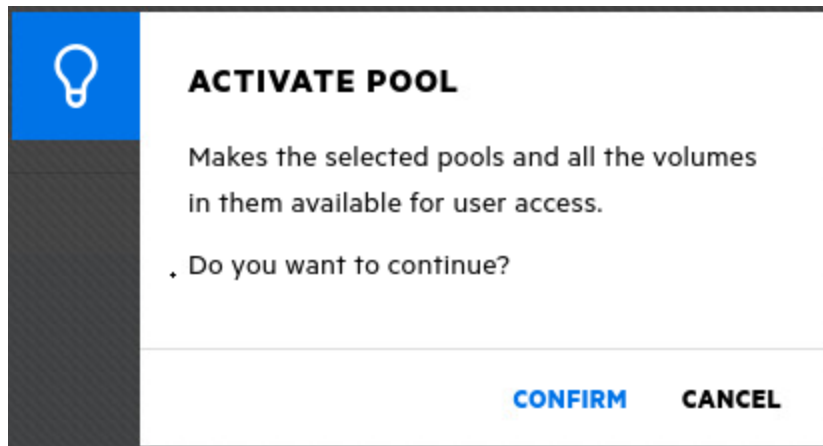 ACTIVATE POOL
Makes the selected pools and all the volumes
in them available for user access.
Do you want to continue?
CONFIRM CANCEL